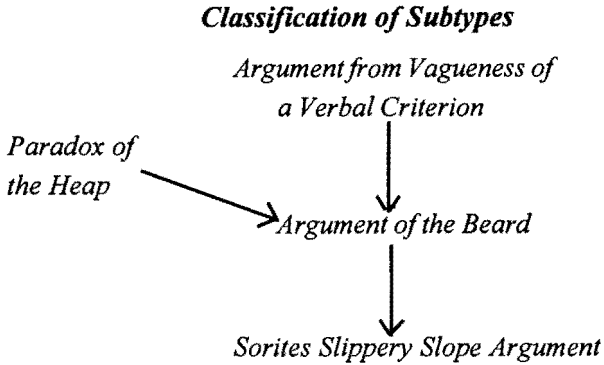 Classification of Subtypes
Argument from Vagueness of
a Verbal Criterion
Paradox of
the Heap
Argument of the Beard
Sorites Slippery Slope Argument